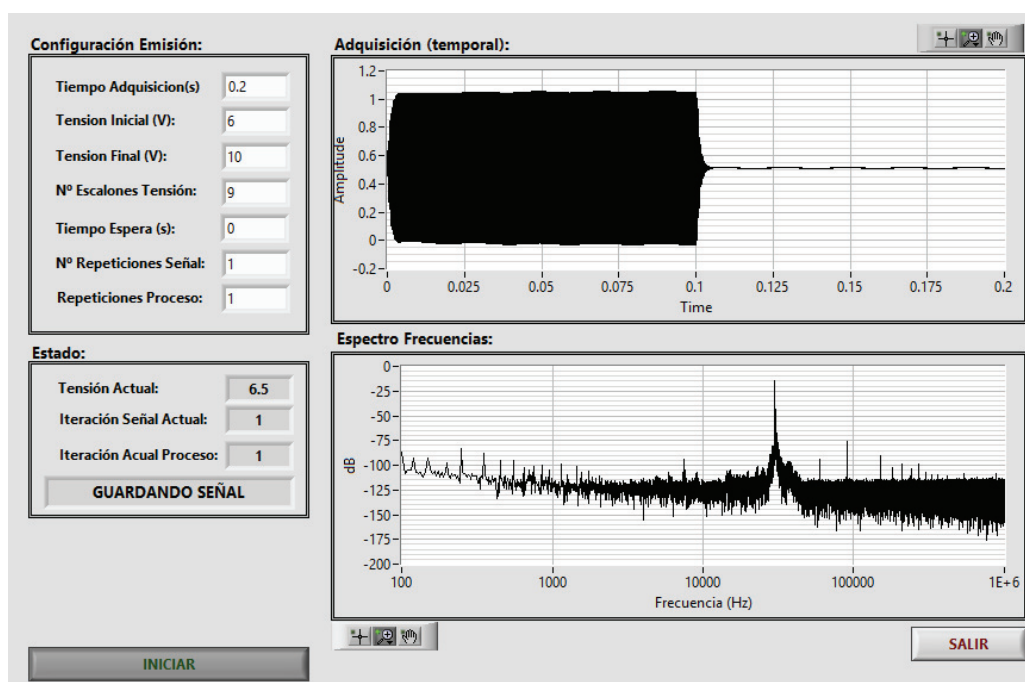 Configuración Emisión:
Tiempo Adquisicion(s) 0.2
Tension Inicial (V): 6
Tension Final (V): 10
Nº Escalones Tensión: 9
Tiempo Espera (s): 0
Nº Repeticiones Señal: 1
Repeticiones Proceso: 1
Estado:
Tensión Actual: 6.5
Iteración Señal Actual: 1
Iteración Acual Proceso: 1
GUARDANDO SEÑAL
INICIAR
Adquisición (temporal):
Amplitude
1.2
1
0.8
0.6
0.4
0.2
0
-0.2
0 0.025 0.05 0.075 0.1 0.125 0.15 0.175 0.2
Time
Espectro Frecuencias:
dB
0
-25
-50
-75
-100
-125
-150
-175
-200
100 1000 10000 100000 1E+6
Frecuencia (Hz)
SALIR